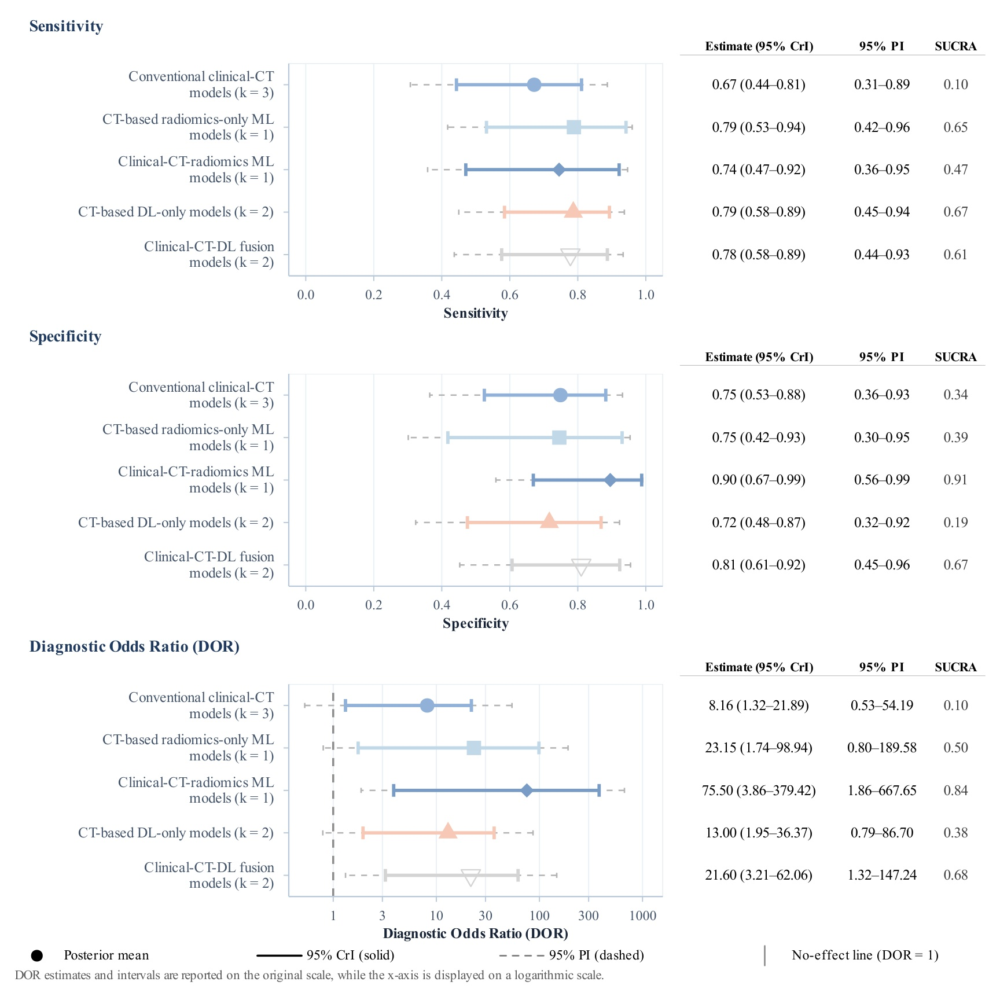 Sensitivity
Estimate (95% CrI) 95% PI SUCRA
Conventional clinical-CT
models (k = 3) 0.67 (0.44–0.81) 0.31–0.89 0.10
CT-based radiomics-only ML
models (k = 1) 0.79 (0.53–0.94) 0.42–0.96 0.65
Clinical-CT-radiomics ML
models (k = 1) 0.74 (0.47–0.92) 0.36–0.95 0.47
CT-based DL-only models (k = 2) 0.79 (0.58–0.89) 0.45–0.94 0.67
Clinical-CT-DL fusion
models (k = 2) 0.78 (0.58–0.89) 0.44–0.93 0.61
0.0 0.2 0.4 0.6 0.8 1.0
Sensitivity
Specificity
Estimate (95% CrI) 95% PI SUCRA
Conventional clinical-CT
models (k = 3) 0.75 (0.53–0.88) 0.36–0.93 0.34
CT-based radiomics-only ML
models (k = 1) 0.75 (0.42–0.93) 0.30–0.95 0.39
Clinical-CT-radiomics ML
models (k = 1) 0.90 (0.67–0.99) 0.56–0.99 0.91
CT-based DL-only models (k = 2) 0.72 (0.48–0.87) 0.32–0.92 0.19
Clinical-CT-DL fusion
models (k = 2) 0.81 (0.61–0.92) 0.45–0.96 0.67
0.0 0.2 0.4 0.6 0.8 1.0
Specificity
Diagnostic Odds Ratio (DOR)
Estimate (95% CrI) 95% PI SUCRA
Conventional clinical-CT
models (k = 3) 8.16 (1.32–21.89) 0.53–54.19 0.10
CT-based radiomics-only ML
models (k = 1) 23.15 (1.74–98.94) 0.80–189.58 0.50
Clinical-CT-radiomics ML
models (k = 1) 75.50 (3.86–379.42) 1.86–667.65 0.84
CT-based DL-only models (k = 2) 13.00 (1.95–36.37) 0.79–86.70 0.38
Clinical-CT-DL fusion
models (k = 2) 21.60 (3.21–62.06) 1.32–147.24 0.68
1 3 10 30 100 300 1000
Diagnostic Odds Ratio (DOR)
Posterior mean 95% CrI (solid) 95% PI (dashed) No-effect line (DOR = 1)
DOR estimates and intervals are reported on the original scale, while the x-axis is displayed on a logarithmic scale.